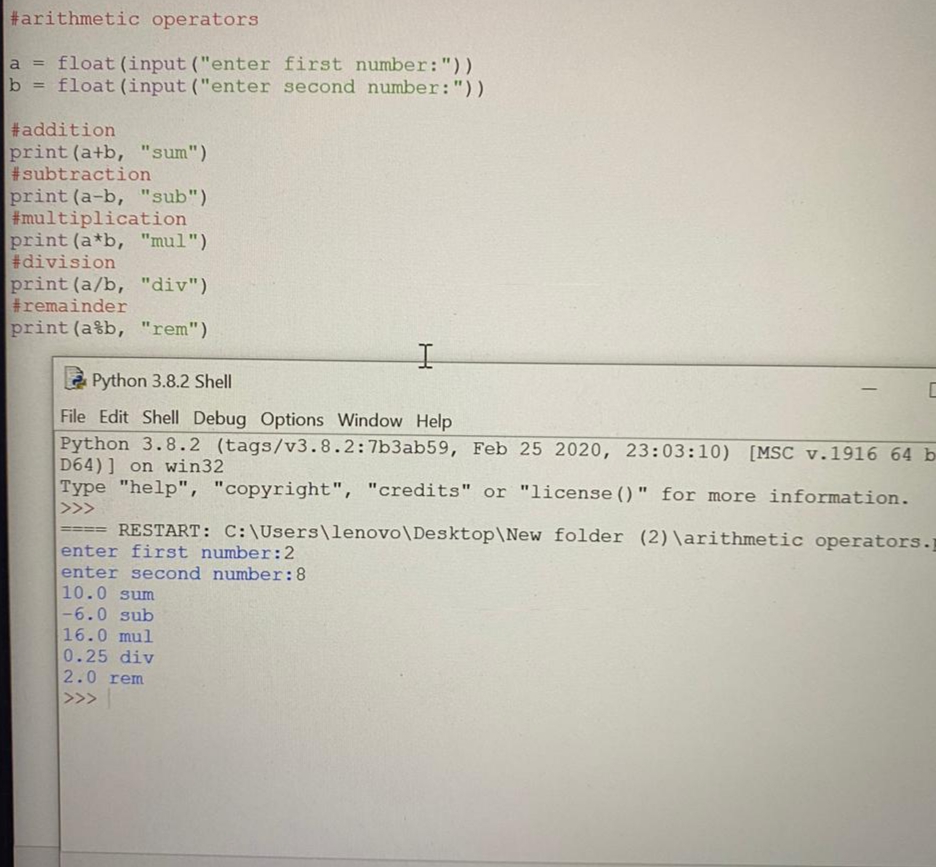 #arithmetic operators
a = float(input("enter first number:"))
b = float(input("enter second number:"))
#addition
print(a+b, "sum")
#subtraction
print(a-b, "sub")
#multiplication
print(a*b, "mul")
#division
print(a/b, "div")
#remainder
print(a%b, "rem")
Python 3.8.2 Shell
File Edit Shell Debug Options Window Help
Python 3.8.2 (tags/v3.8.2:7b3ab59, Feb 25 2020, 23:03:10) [MSC v.1916 64 b
D64)] on win32
Type "help", "copyright", "credits" or "license()" for more information.
>>>
==== RESTART: C:\Users\lenovo\Desktop\New folder (2)\arithmetic operators.
enter first number:2
enter second number:8
10.0 sum
-6.0 sub
16.0 mul
0.25 div
2.0 rem
>>>